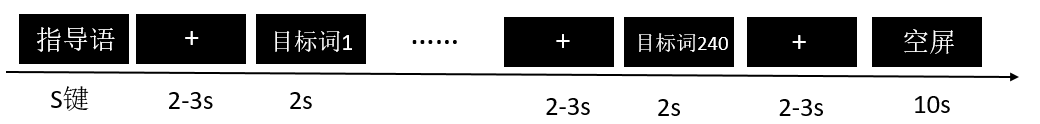 指导语 + 目标词1 …… + 目标词240 + 空屏
S键 2-3s 2s 2-3s 2s 2-3s 10s